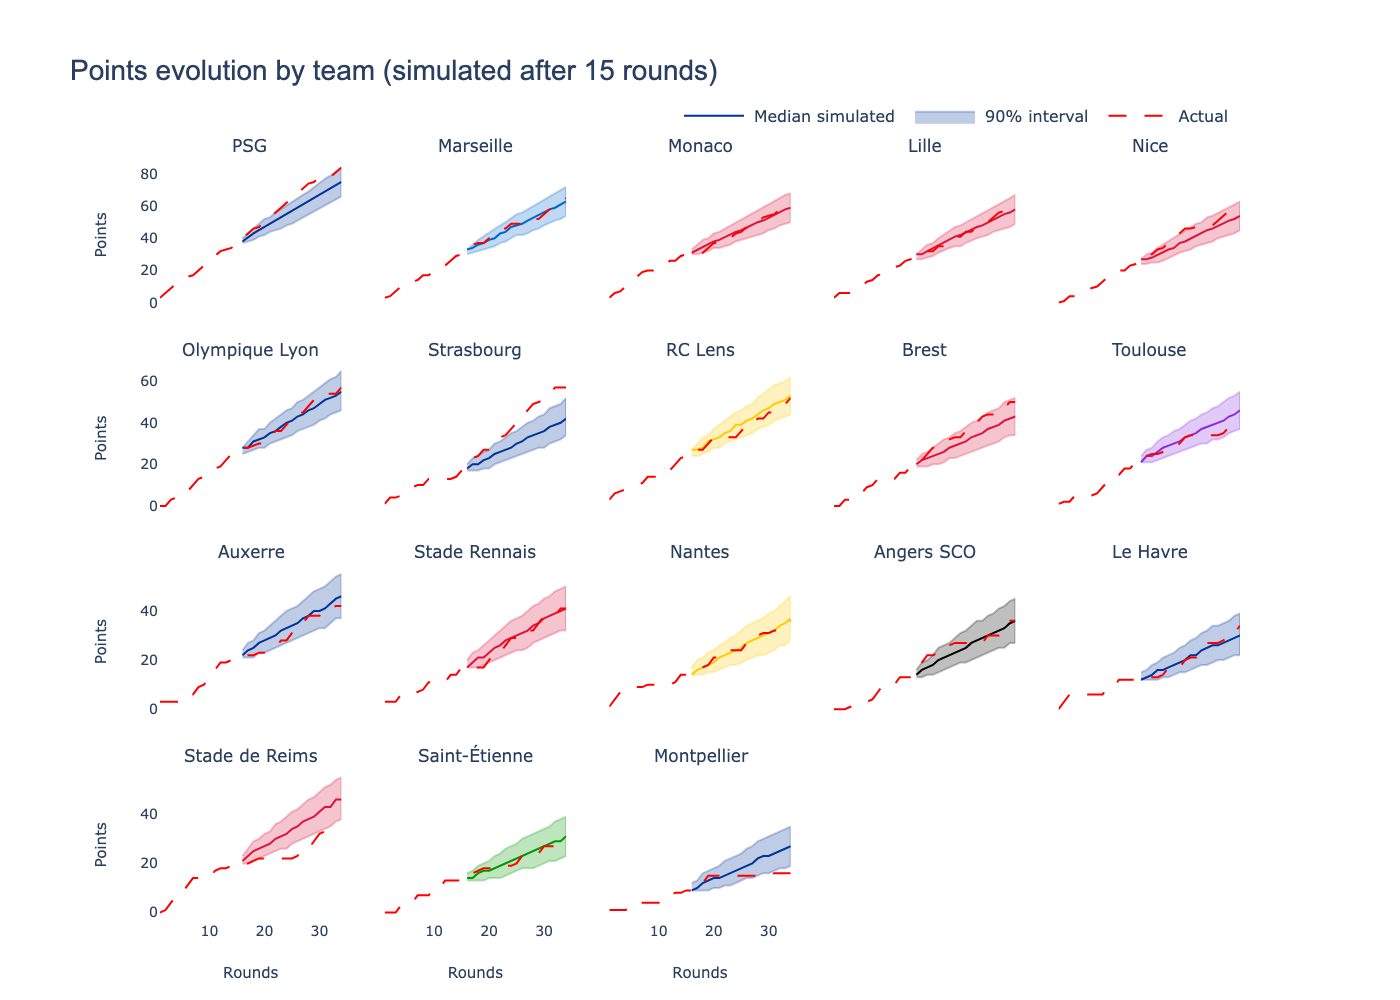 Points evolution by team (simulated after 15 rounds)
Median simulated
90% interval
Actual
PSG
Marseille
Monaco
Lille
Nice
80
60
40
20
0
Points
Olympique Lyon
Strasbourg
RC Lens
Brest
Toulouse
60
40
20
0
Points
Auxerre
Stade Rennais
Nantes
Angers SCO
Le Havre
40
20
0
Points
Stade de Reims
Saint-Étienne
Montpellier
40
20
0
Points
10 20 30
10 20 30
10 20 30
Rounds
Rounds
Rounds